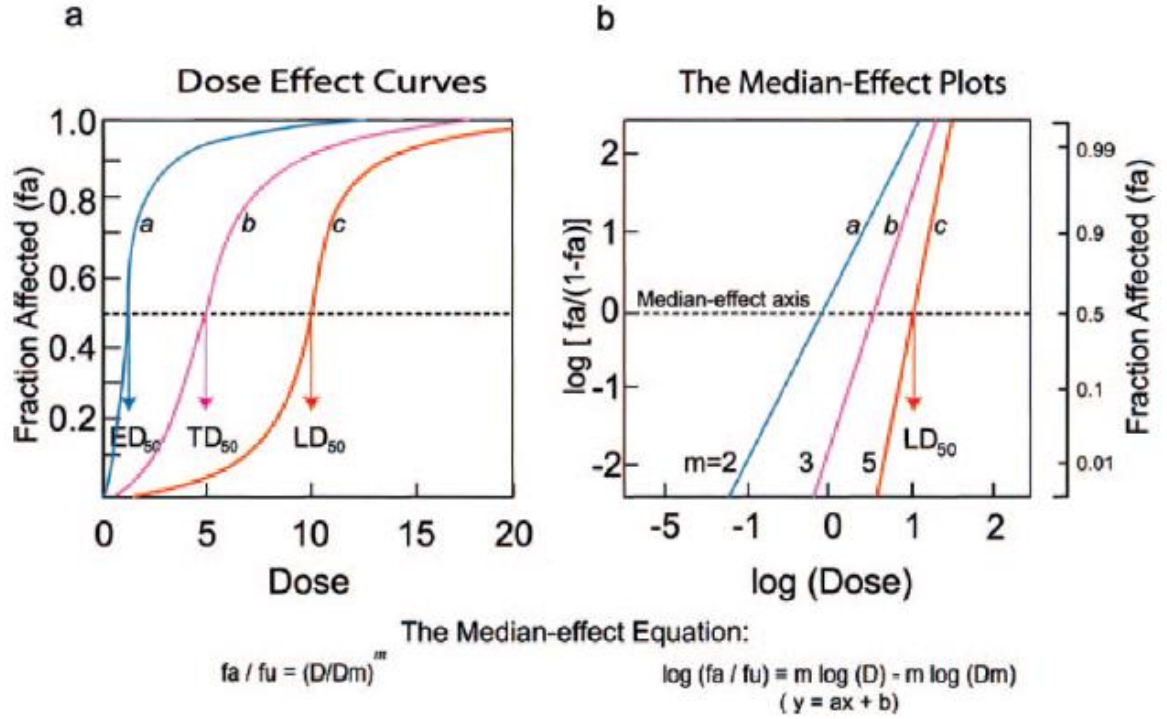 a
Dose Effect Curves
Fraction Affected (fa)
1.0
0.8
0.6
0.4
0.2
a
b
c
ED50
TD50
LD50
0 5 10 15 20
Dose
b
The Median-Effect Plots
log [ fa/(1-fa)]
2
1
0
-1
-2
Median-effect axis
a b c
m=2 3 5
LD50
-5 -1 0 1 2
log (Dose)
0.99
0.9
0.5
0.1
0.01
Fraction Affected (fa)
The Median-effect Equation:
fa / fu = (D/Dm)^m
log (fa / fu) = m log (D) - m log (Dm)
( y = ax + b)